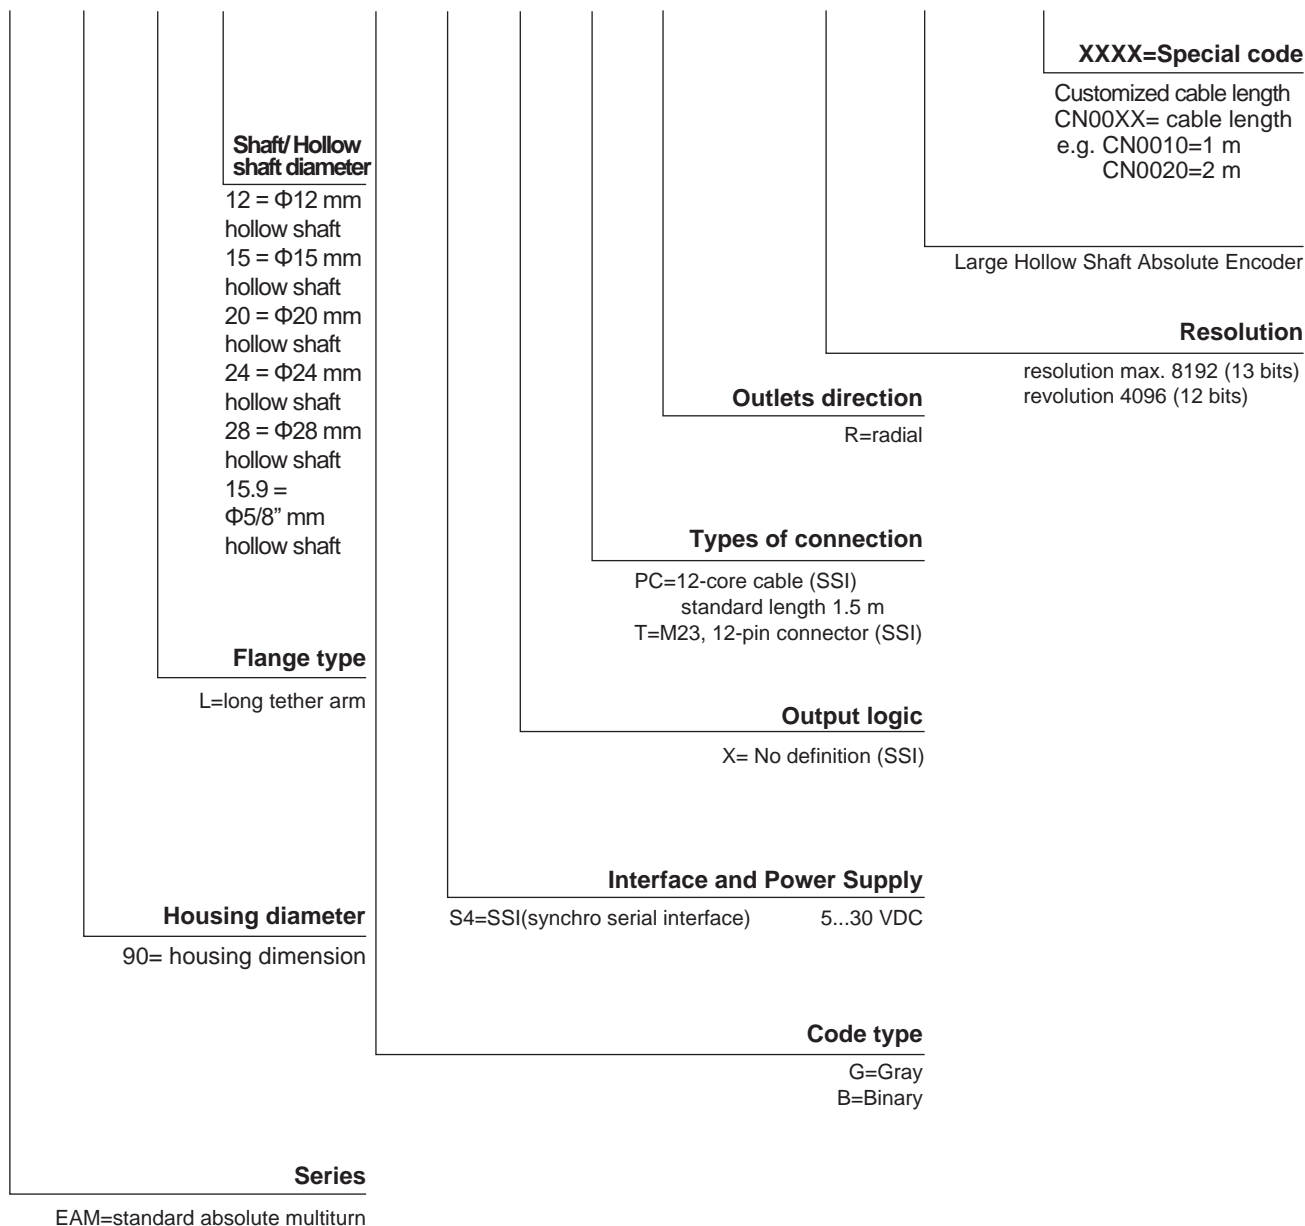 XXXX=Special code
Customized cable length
CN00XX= cable length
e.g. CN0010=1 m
CN0020=2 m
Shaft/ Hollow
shaft diameter
12 = Φ12 mm
hollow shaft
15 = Φ15 mm
hollow shaft
20 = Φ20 mm
hollow shaft
24 = Φ24 mm
hollow shaft
28 = Φ28 mm
hollow shaft
15.9 =
Φ5/8” mm
hollow shaft
Large Hollow Shaft Absolute Encoder
Resolution
resolution max. 8192 (13 bits)
revolution 4096 (12 bits)
Outlets direction
R=radial
Types of connection
PC=12-core cable (SSI)
standard length 1.5 m
T=M23, 12-pin connector (SSI)
Flange type
L=long tether arm
Output logic
X= No definition (SSI)
Interface and Power Supply
S4=SSI(synchro serial interface) 5...30 VDC
Housing diameter
90= housing dimension
Code type
G=Gray
B=Binary
Series
EAM=standard absolute multiturn